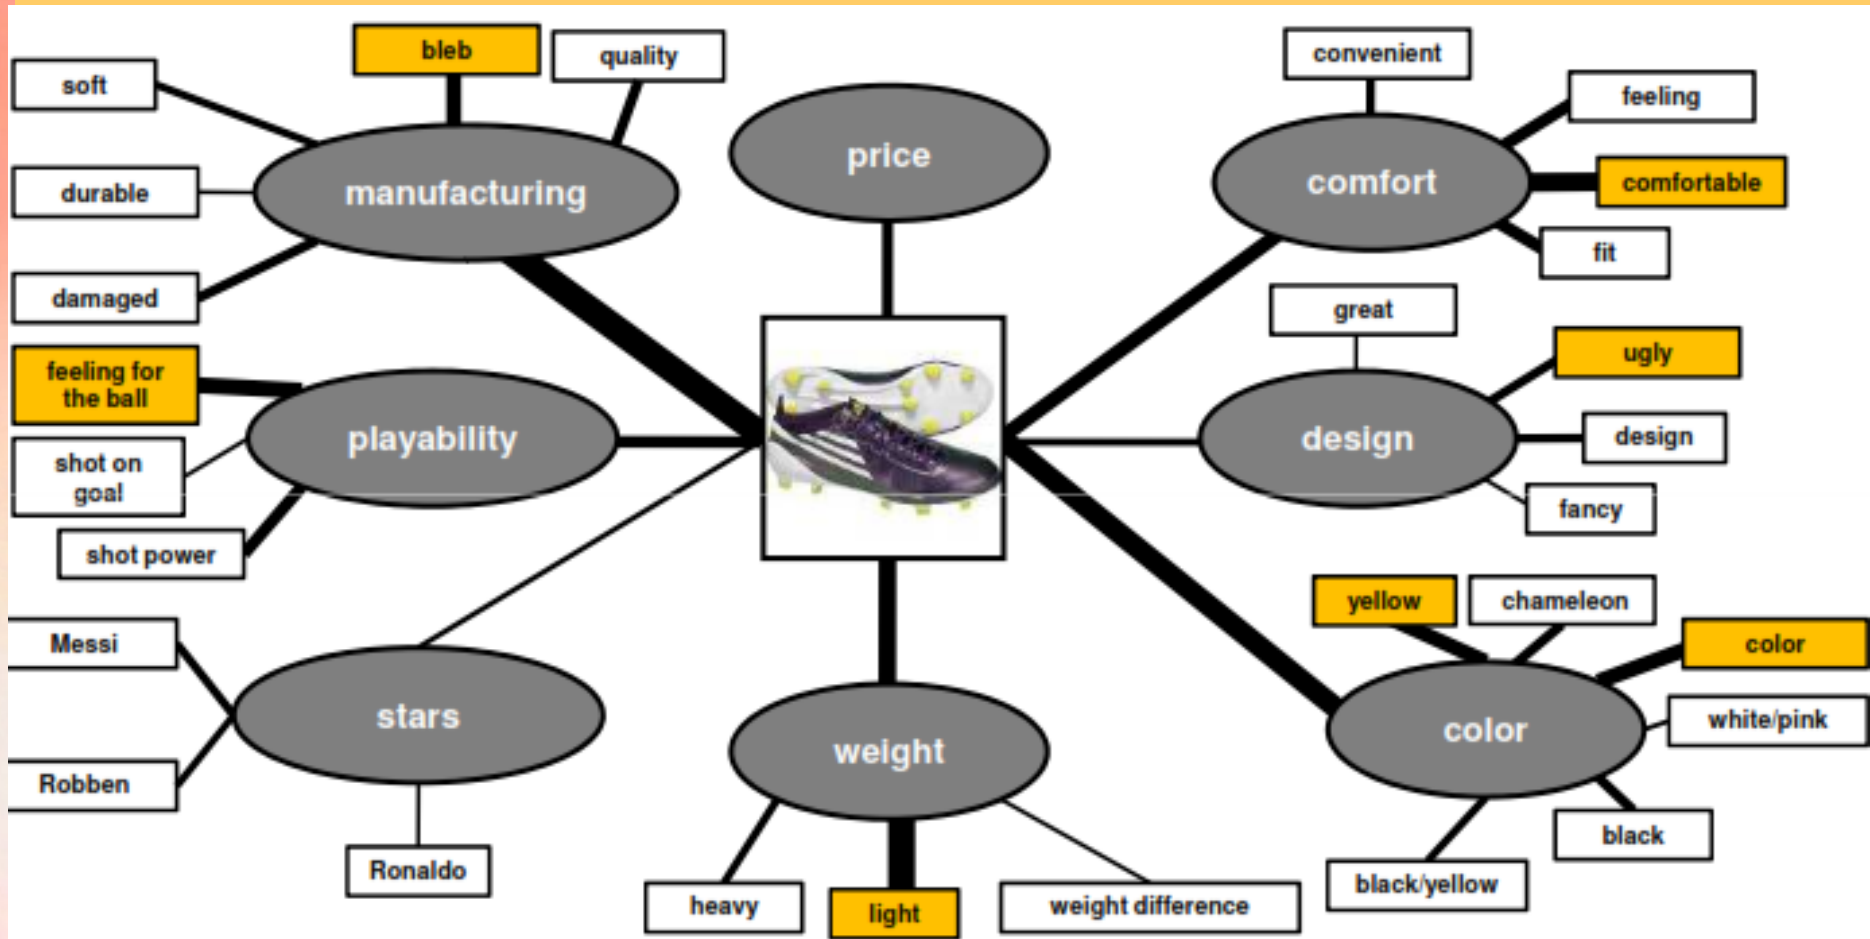 bleb
quality
soft
manufacturing
durable
damaged
price
convenient
feeling
comfort
comfortable
fit
great
ugly
design
design
fancy
feeling for
the ball
playability
shot on
goal
shot power
Messi
stars
Robben
Ronaldo
weight
heavy
light
weight difference
yellow
chameleon
color
color
white/pink
black
black/yellow